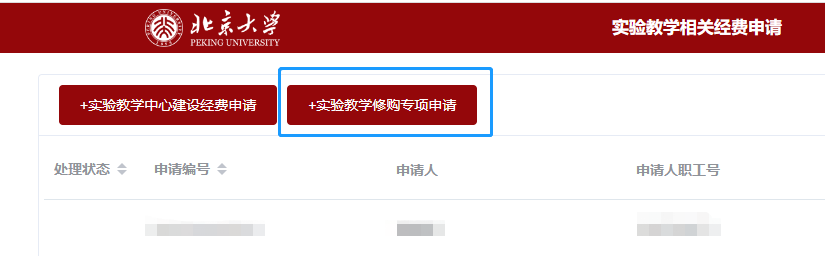 北京大学
PEKING UNIVERSITY
实验教学相关经费申请
+实验教学中心建设经费申请 +实验教学修购专项申请
处理状态 申请编号 申请人 申请人职工号